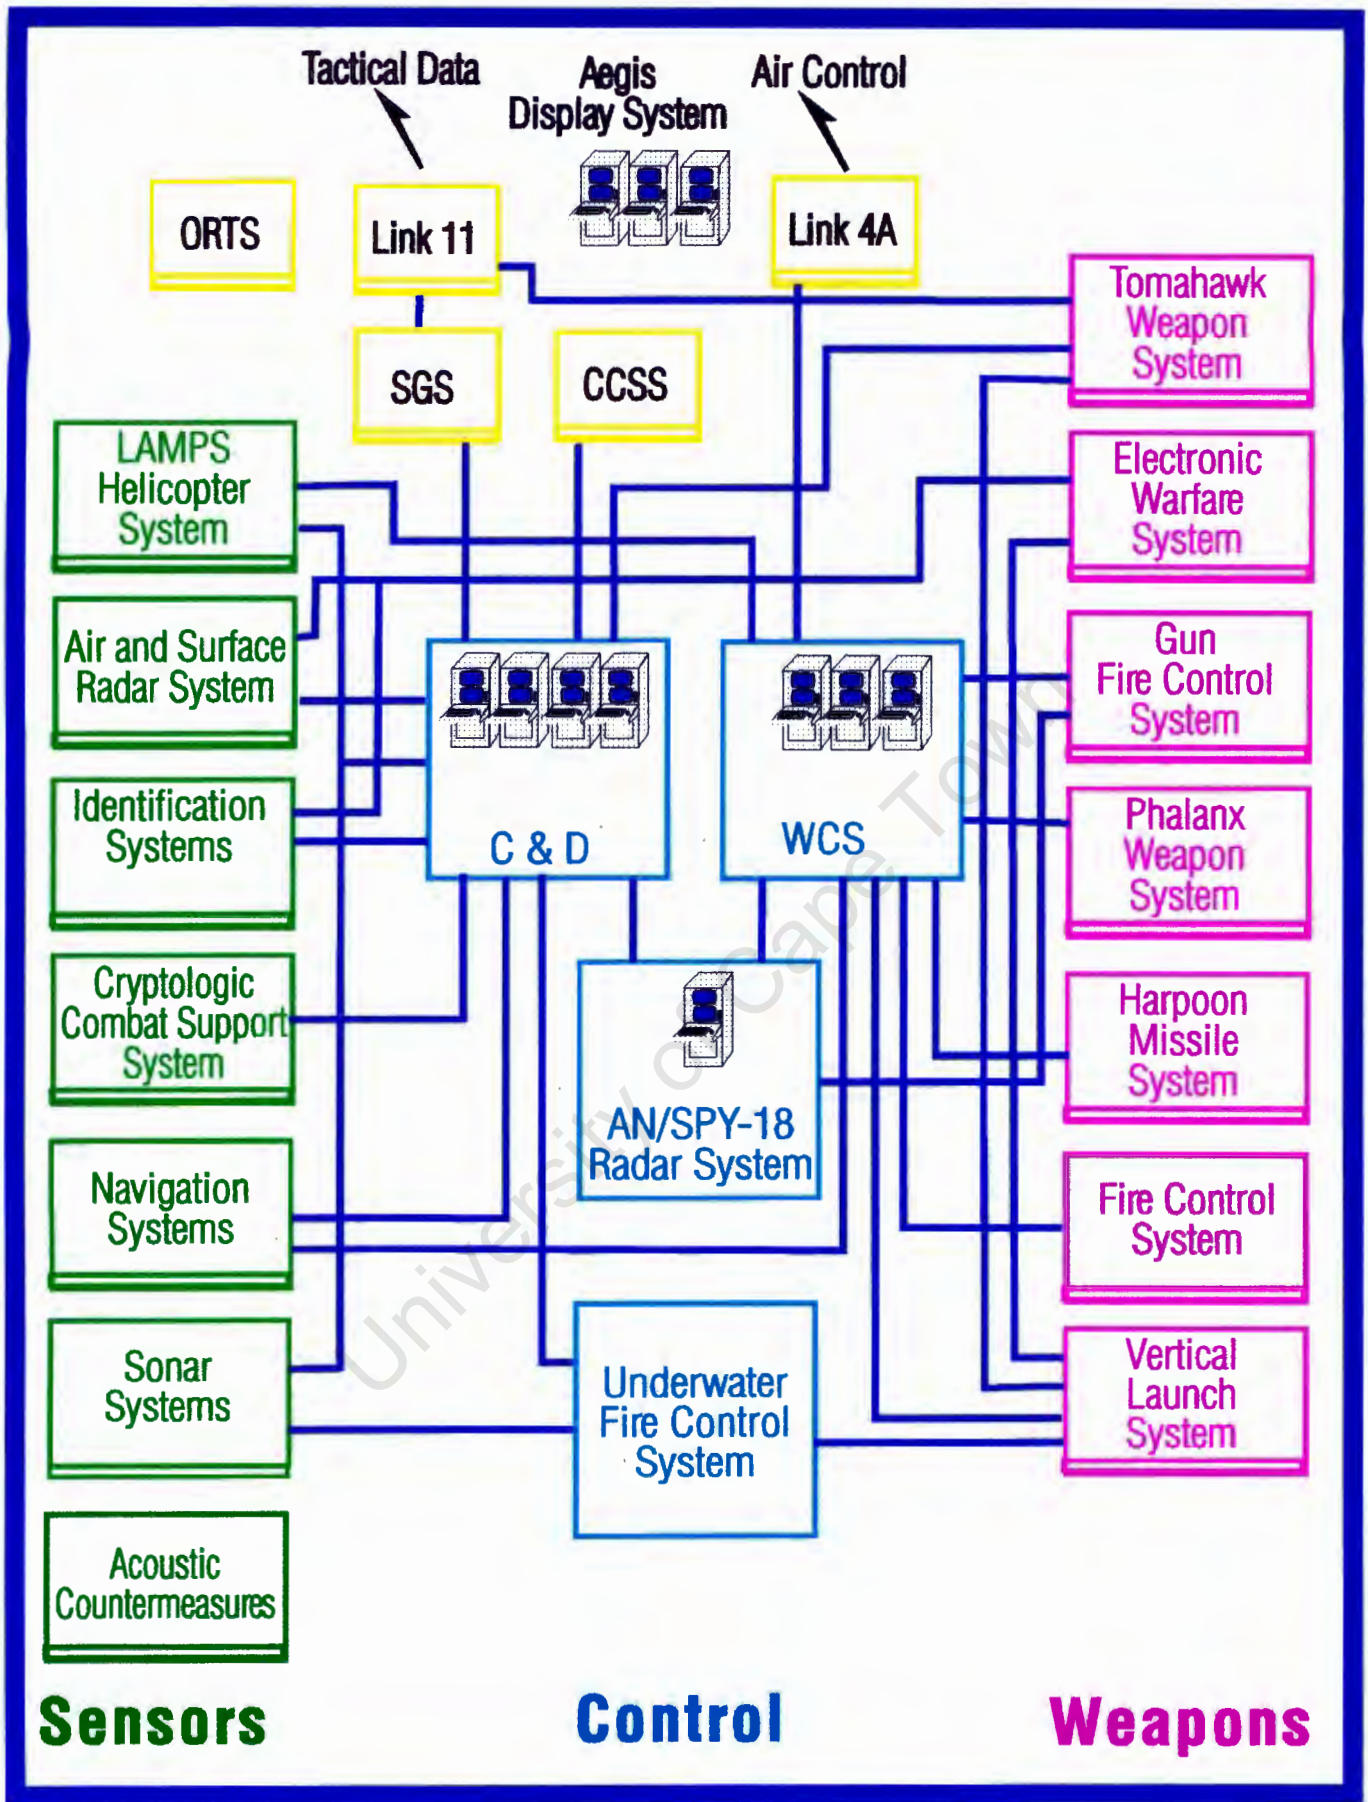 Tactical Data
Aegis
Display System
Air Control
ORTS
Link 11
Link 4A
SGS
CCSS
LAMPS
Helicopter
System
Air and Surface
Radar System
Identification
Systems
Cryptologic
Combat Support
System
Navigation
Systems
Sonar
Systems
Acoustic
Countermeasures
C & D
WCS
AN/SPY-18
Radar System
Underwater
Fire Control
System
Tomahawk
Weapon
System
Electronic
Warfare
System
Gun
Fire Control
System
Phalanx
Weapon
System
Harpoon
Missile
System
Fire Control
System
Vertical
Launch
System
University of Cape Town
Sensors
Control
Weapons